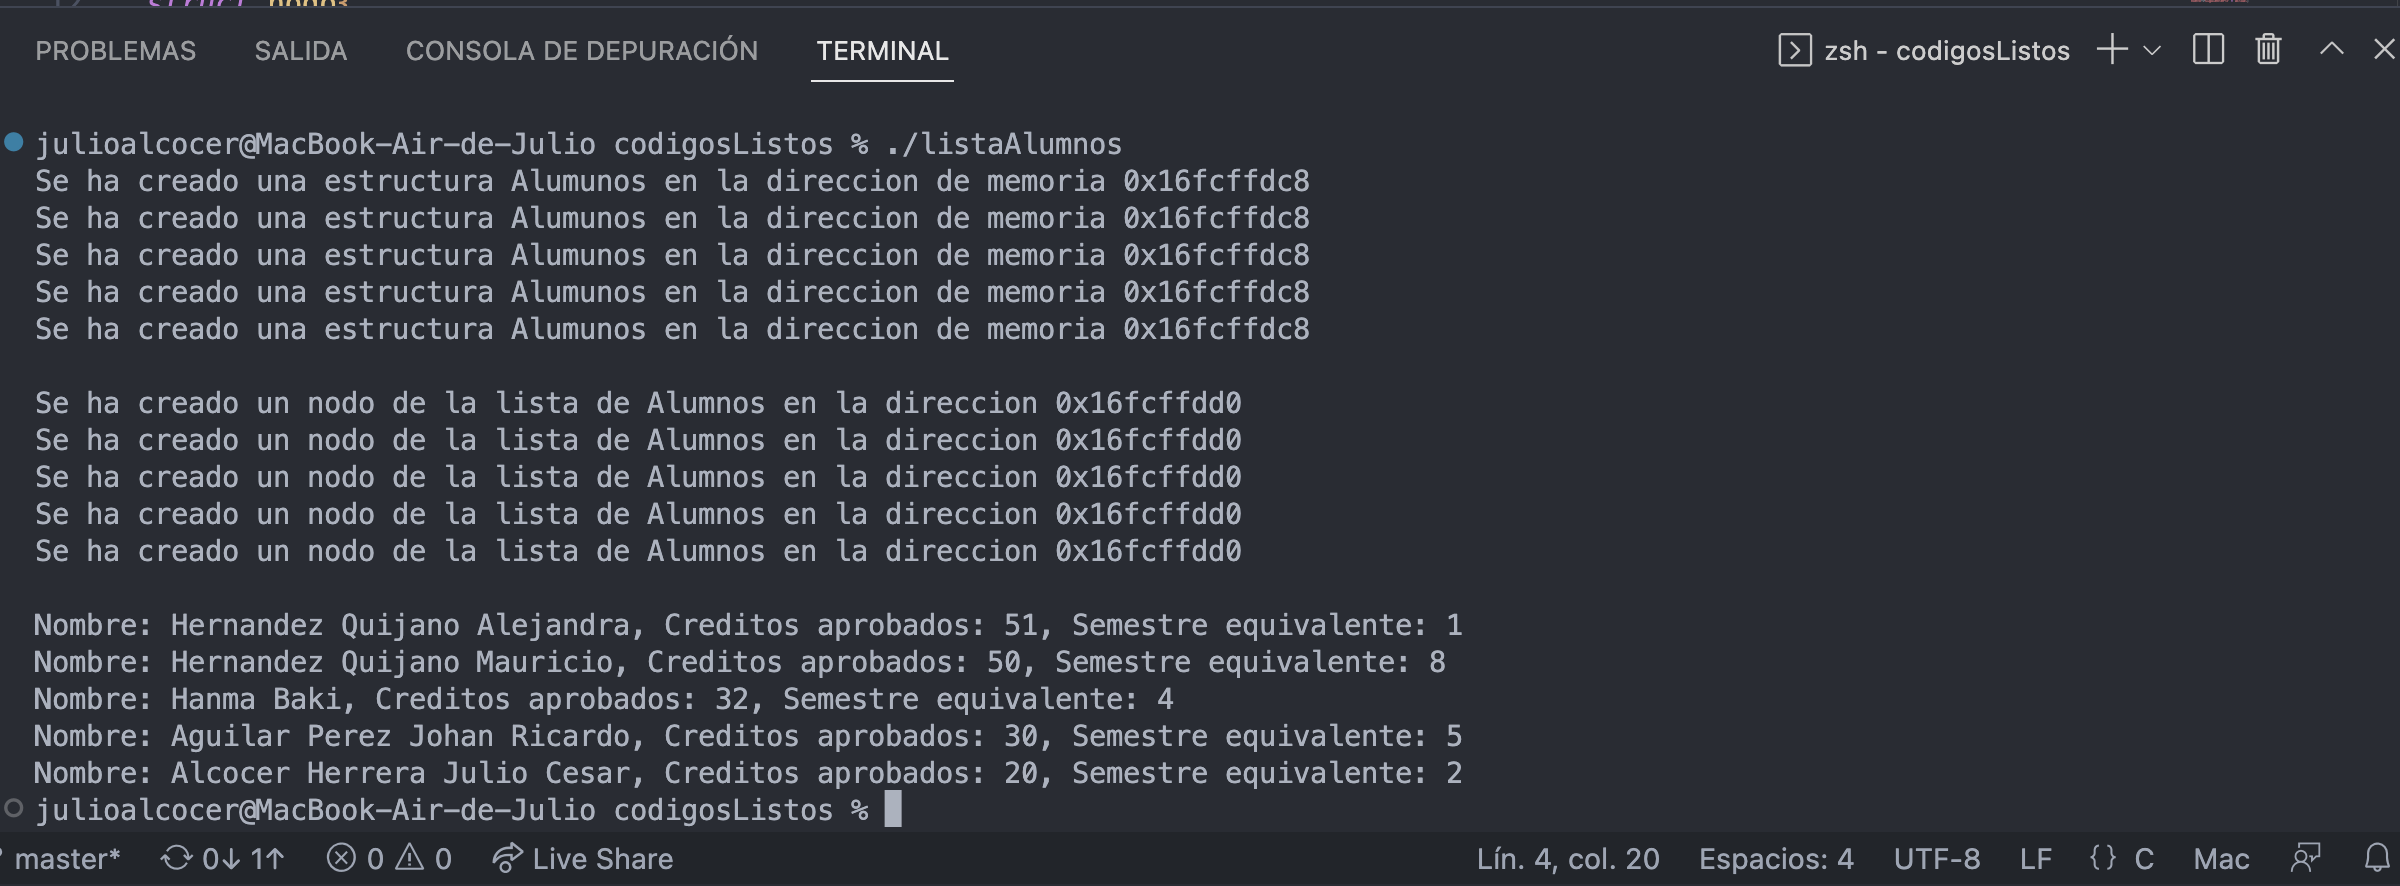 struct nodo
PROBLEMAS SALIDA CONSOLA DE DEPURACIÓN TERMINAL zsh - codigosListos
julioalcocer@MacBook-Air-de-Julio codigosListos % ./listaAlumnos
Se ha creado una estructura Alumunos en la direccion de memoria 0x16fcffdc8
Se ha creado una estructura Alumunos en la direccion de memoria 0x16fcffdc8
Se ha creado una estructura Alumunos en la direccion de memoria 0x16fcffdc8
Se ha creado una estructura Alumunos en la direccion de memoria 0x16fcffdc8
Se ha creado una estructura Alumunos en la direccion de memoria 0x16fcffdc8
Se ha creado un nodo de la lista de Alumnos en la direccion 0x16fcffdd0
Se ha creado un nodo de la lista de Alumnos en la direccion 0x16fcffdd0
Se ha creado un nodo de la lista de Alumnos en la direccion 0x16fcffdd0
Se ha creado un nodo de la lista de Alumnos en la direccion 0x16fcffdd0
Se ha creado un nodo de la lista de Alumnos en la direccion 0x16fcffdd0
Nombre: Hernandez Quijano Alejandra, Creditos aprobados: 51, Semestre equivalente: 1
Nombre: Hernandez Quijano Mauricio, Creditos aprobados: 50, Semestre equivalente: 8
Nombre: Hanma Baki, Creditos aprobados: 32, Semestre equivalente: 4
Nombre: Aguilar Perez Johan Ricardo, Creditos aprobados: 30, Semestre equivalente: 5
Nombre: Alcocer Herrera Julio Cesar, Creditos aprobados: 20, Semestre equivalente: 2
julioalcocer@MacBook-Air-de-Julio codigosListos %
master* 0↓ 1↑ 0 0 Live Share Lín. 4, col. 20 Espacios: 4 UTF-8 LF {} C Mac